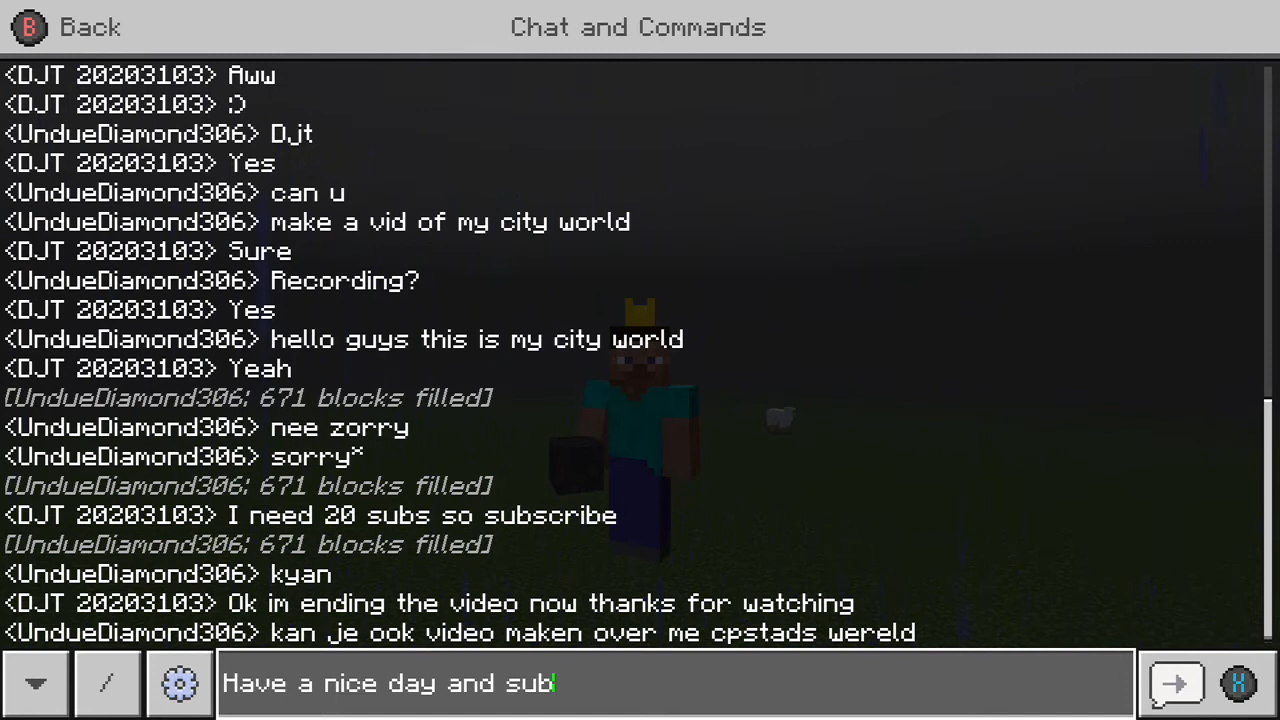 B Back
Chat and Commands
<DJT 20203103> Aww
<DJT 20203103> ;)
<UndueDiamond306> Djt
<DJT 20203103> Yes
<UndueDiamond306> can u
<UndueDiamond306> make a vid of my city world
<DJT 20203103> Sure
<UndueDiamond306> Recording?
<DJT 20203103> Yes
<UndueDiamond306> hello guys this is my city world
<DJT 20203103> Yeah
[UndueDiamond306: 671 blocks filled]
<UndueDiamond306> nee zorry
<UndueDiamond306> sorry*
[UndueDiamond306: 671 blocks filled]
<DJT 20203103> I need 20 subs so subscribe
[UndueDiamond306: 671 blocks filled]
<UndueDiamond306> kyan
<DJT 20203103> Ok im ending the video now thanks for watching
<UndueDiamond306> kan je ook video maken over me cpstads wereld
/ Have a nice day and sub X